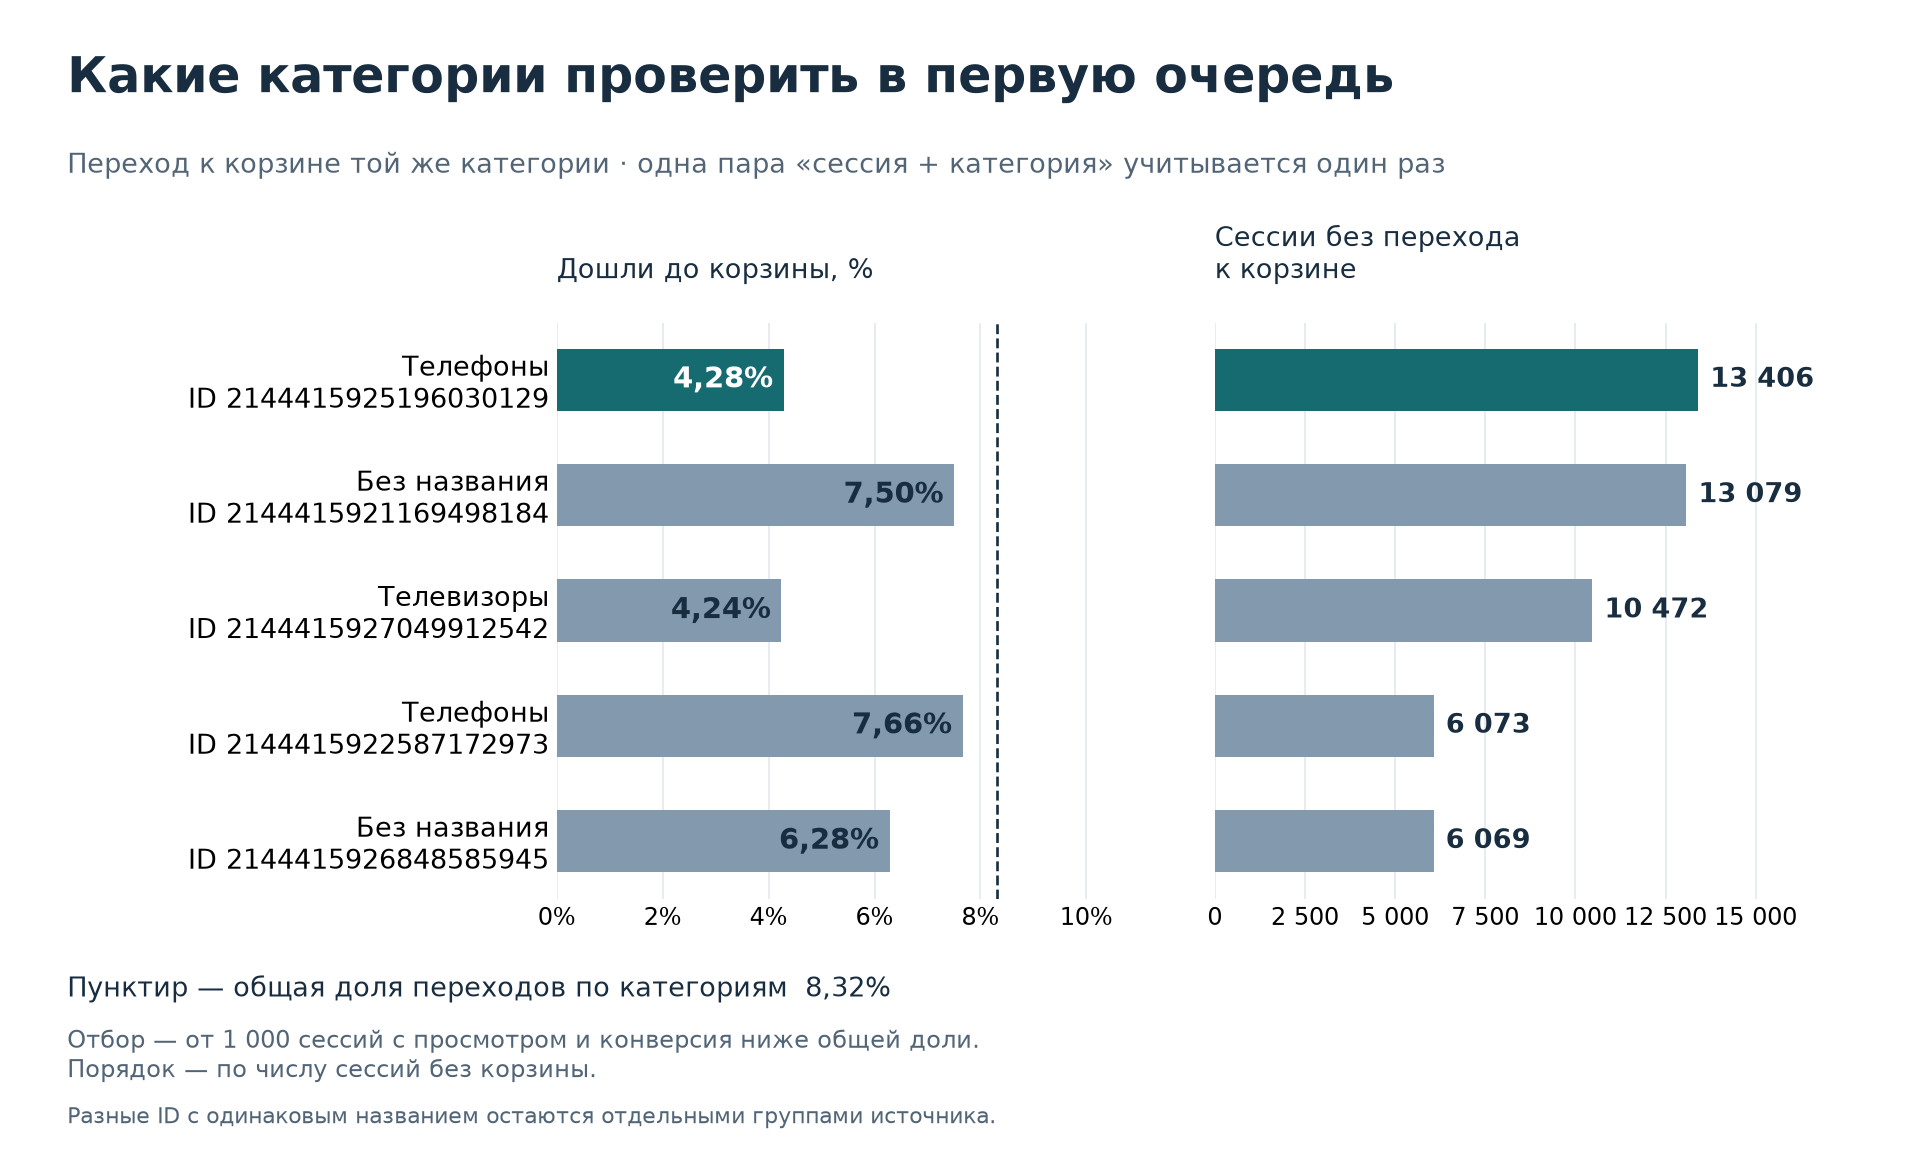 Какие категории проверить в первую очередь
Переход к корзине той же категории · одна пара «сессия + категория» учитывается один раз
Дошли до корзины, %
Сессии без перехода
к корзине
Телефоны
ID 2144415925196030129
4,28%
13 406
Без названия
ID 2144415921169498184
7,50%
13 079
Телевизоры
ID 2144415927049912542
4,24%
10 472
Телефоны
ID 2144415922587172973
7,66%
6 073
Без названия
ID 2144415926848585945
6,28%
6 069
0% 2% 4% 6% 8% 10%
0 2 500 5 000 7 500 10 000 12 500 15 000
Пунктир — общая доля переходов по категориям 8,32%
Отбор — от 1 000 сессий с просмотром и конверсия ниже общей доли.
Порядок — по числу сессий без корзины.
Разные ID с одинаковым названием остаются отдельными группами источника.